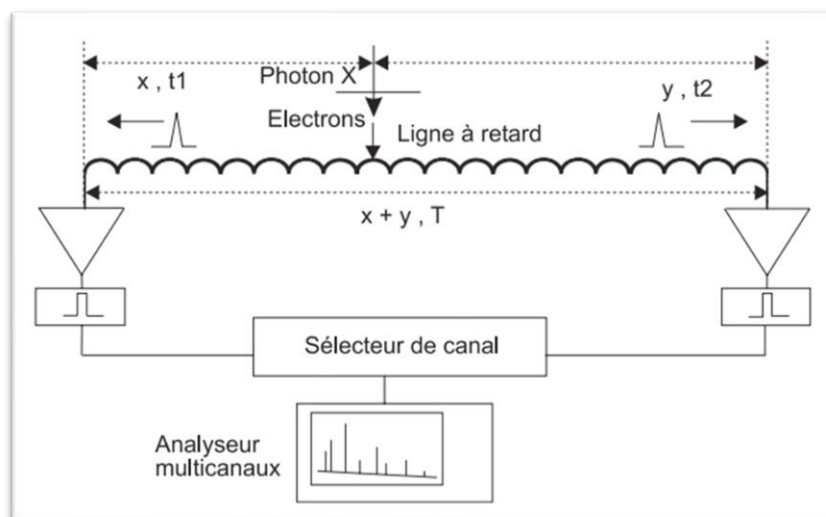 x , t1
Photon X
y , t2
Electrons
Ligne à retard
x + y , T
Sélecteur de canal
Analyseur
multicanaux